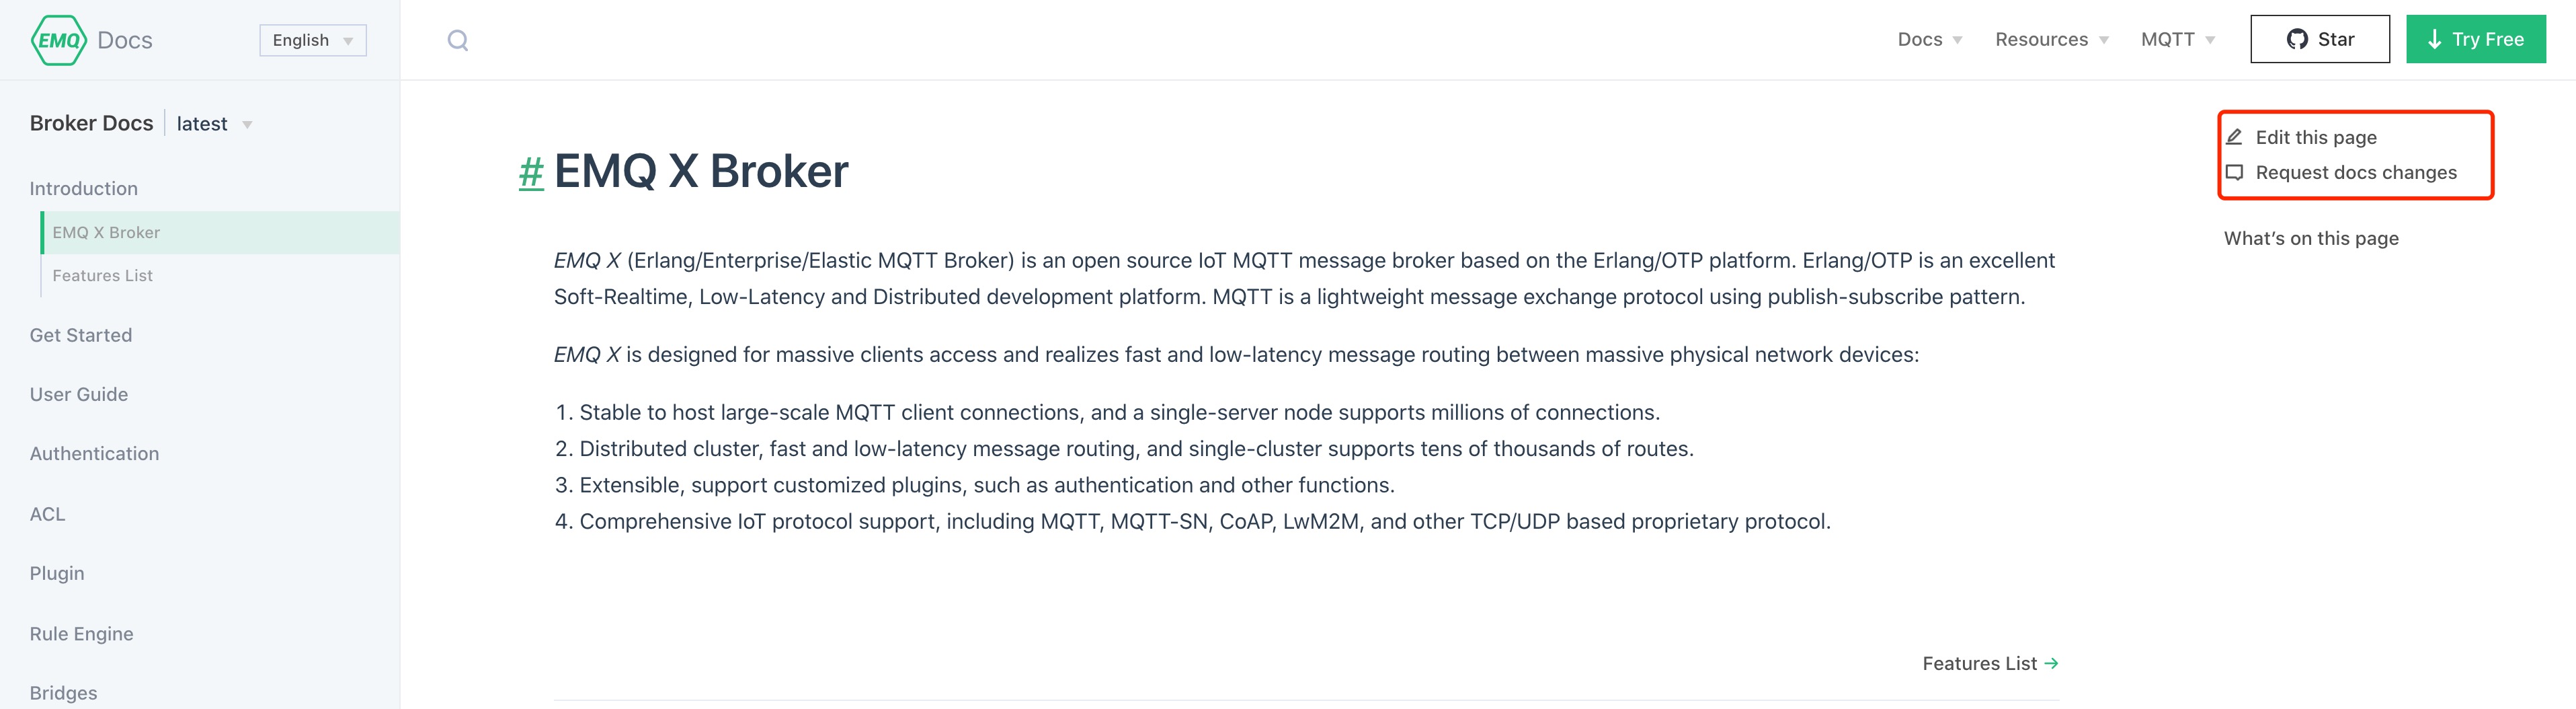 EMQ Docs
English
Docs
Resources
MQTT
Star
Try Free
Broker Docs
latest
Introduction
EMQ X Broker
Features List
Get Started
User Guide
Authentication
ACL
Plugin
Rule Engine
Bridges
# EMQ X Broker
EMQ X (Erlang/Enterprise/Elastic MQTT Broker) is an open source IoT MQTT message broker based on the Erlang/OTP platform. Erlang/OTP is an excellent
Soft-Realtime, Low-Latency and Distributed development platform. MQTT is a lightweight message exchange protocol using publish-subscribe pattern.
EMQ X is designed for massive clients access and realizes fast and low-latency message routing between massive physical network devices:
1. Stable to host large-scale MQTT client connections, and a single-server node supports millions of connections.
2. Distributed cluster, fast and low-latency message routing, and single-cluster supports tens of thousands of routes.
3. Extensible, support customized plugins, such as authentication and other functions.
4. Comprehensive IoT protocol support, including MQTT, MQTT-SN, CoAP, LwM2M, and other TCP/UDP based proprietary protocol.
Features List →
Edit this page
Request docs changes
What's on this page